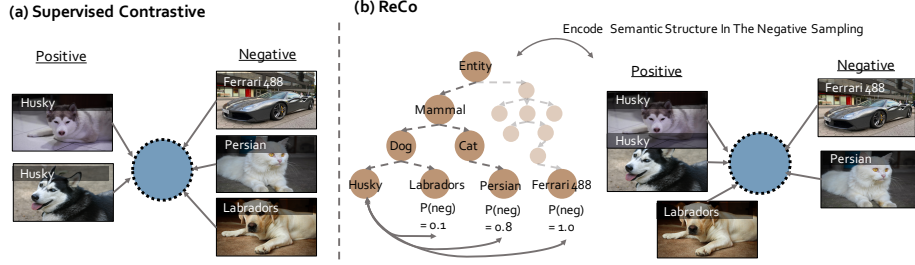 (a) Supervised Contrastive
Positive
Negative
Husky
Husky
Ferrari 488
Persian
Labradors
(b) ReCo
Encode Semantic Structure In The Negative Sampling
Entity
Mammal
Dog
Cat
Husky
Labradors
Persian
Ferrari 488
P(neg)
= 0.1
P(neg)
= 0.8
P(neg)
= 1.0
Positive
Negative
Husky
Husky
Labradors
Ferrari 488
Persian